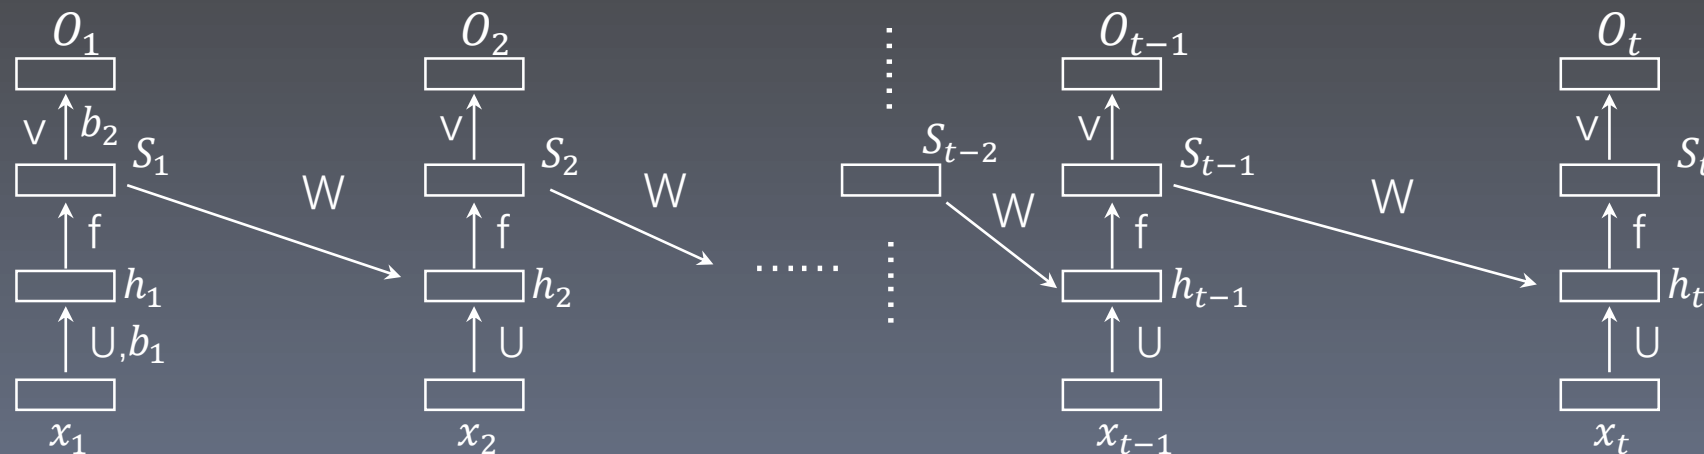 O₁ O₂ ⋮ Oₜ₋₁ Oₜ
V b₂ V V V
S₁ S₂ Sₜ₋₂ Sₜ₋₁ Sₜ
W W W W
f f f f
h₁ h₂ …… ⋮ hₜ₋₁ hₜ
U,b₁ U U U
x₁ x₂ xₜ₋₁ xₜ